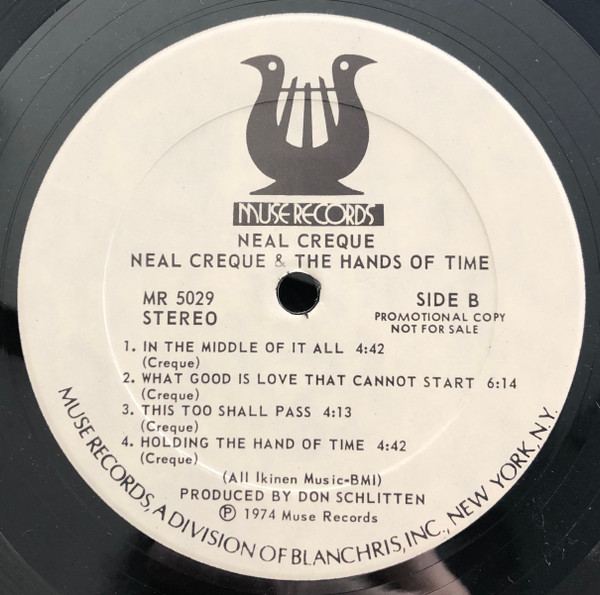 MUSE RECORDS
NEAL CREQUE
NEAL CREQUE & THE HANDS OF TIME
MR 5029
STEREO
SIDE B
PROMOTIONAL COPY
NOT FOR SALE
1. IN THE MIDDLE OF IT ALL 4:42
(Creque)
2. WHAT GOOD IS LOVE THAT CANNOT START 6:14
(Creque)
3. THIS TOO SHALL PASS 4:13
(Creque)
4. HOLDING THE HAND OF TIME 4:42
(Creque)
(All Ikinen Music-BMI)
PRODUCED BY DON SCHLITTEN
Ⓟ 1974 Muse Records
MUSE RECORDS, A DIVISION OF BLANCHRIS, INC., NEW YORK, N.Y.